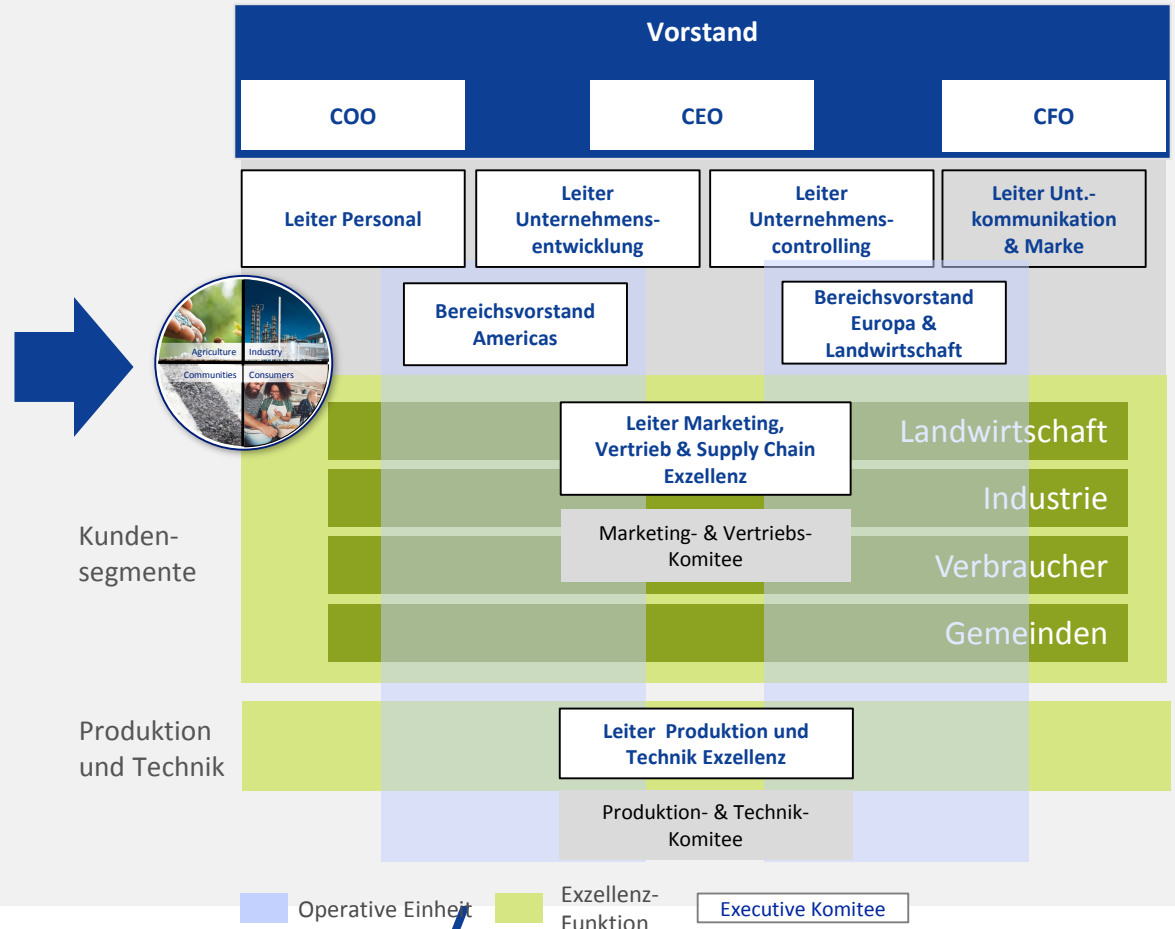 Vorstand
COO
CEO
CFO
Leiter Personal
Leiter
Unternehmens-
entwicklung
Leiter
Unternehmens-
controlling
Leiter Unt.-
kommunikation
& Marke
Bereichsvorstand
Americas
Bereichsvorstand
Europa &
Landwirtschaft
Agriculture
Industry
Communities
Consumers
Leiter Marketing,
Vertrieb & Supply Chain
Exzellenz
Landwirtschaft
Industrie
Marketing- & Vertriebs-
Komitee
Kunden-
segmente
Verbraucher
Gemeinden
Produktion
und Technik
Leiter Produktion und
Technik Exzellenz
Produktion- & Technik-
Komitee
Operative Einheit
Exzellenz-
Funktion
Executive Komitee